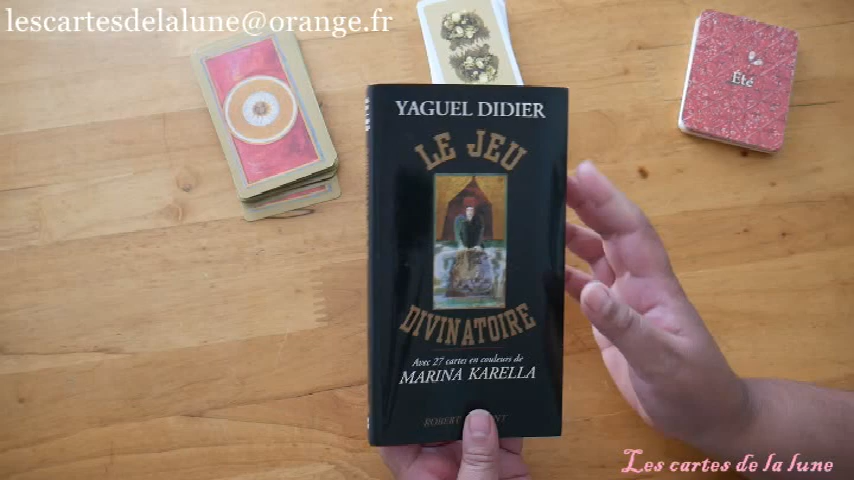 lescartesdelalune@orange.fr
Été
YAGUEL DIDIER
LE JEU
DIVINATOIRE
Avec 27 cartes en couleurs de
MARINA KARELLA
ROBERT
Les cartes de la lune